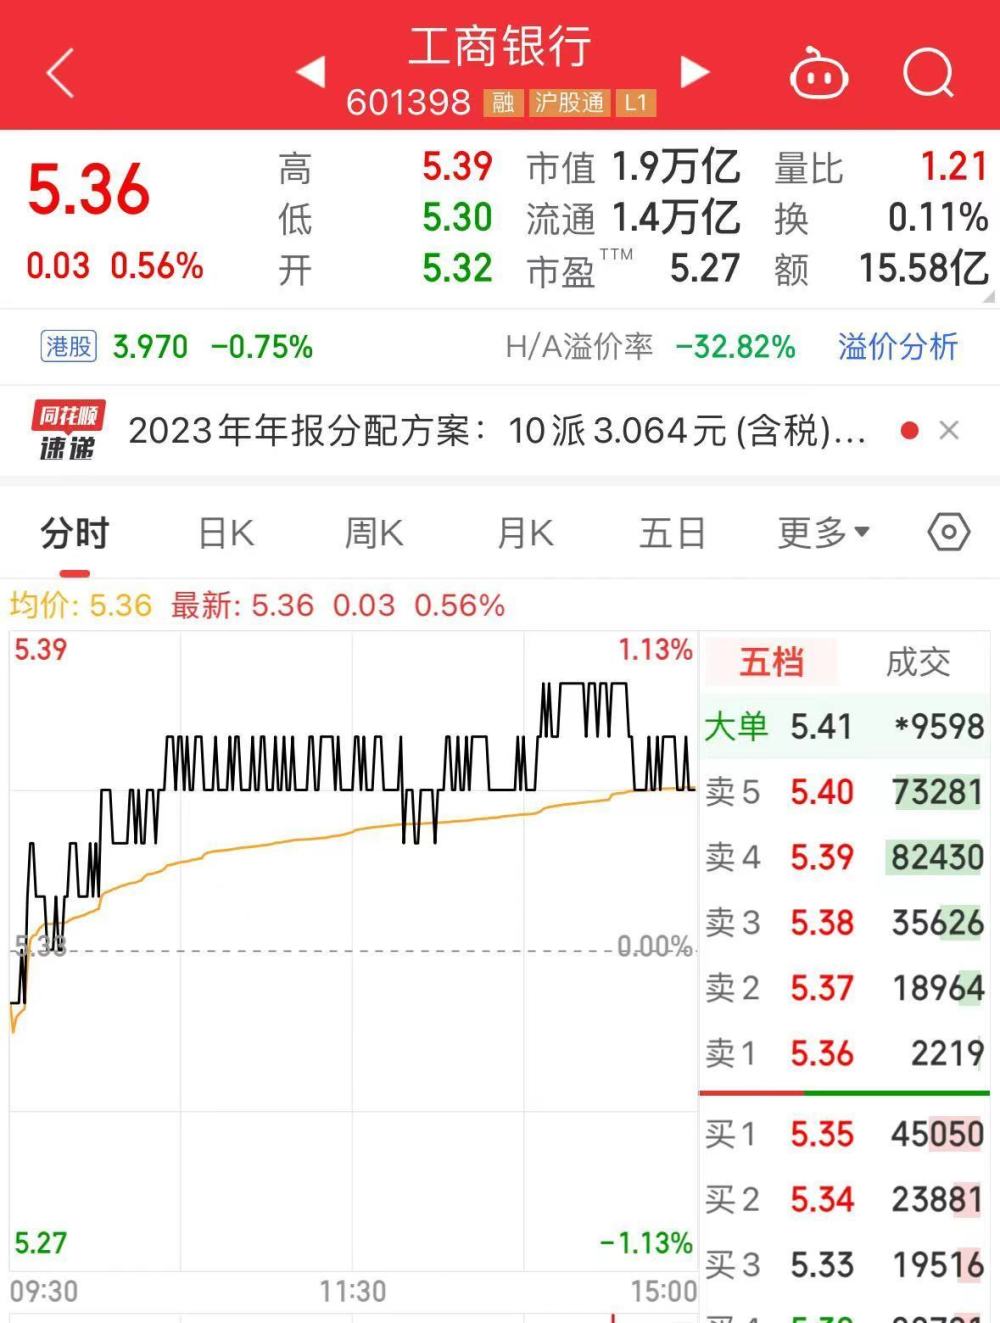 工商银行
601398 融 沪股通 L1
5.36 高 5.39 市值 1.9万亿 量比 1.21
低 5.30 流通 1.4万亿 换 0.11%
0.03 0.56% 开 5.32 市盈TTM 5.27 额 15.58亿
港股 3.970 -0.75% H/A溢价率 -32.82% 溢价分析
同花顺
速递
2023年年报分配方案：10派3.064元(含税)...
分时 日K 周K 月K 五日 更多
均价: 5.36 最新: 5.36 0.03 0.56%
5.39 1.13%
5.33 0.00%
5.27 -1.13%
09:30 11:30 15:00
五档 成交
大单 5.41 *9598
卖5 5.40 73281
卖4 5.39 82430
卖3 5.38 35626
卖2 5.37 18964
卖1 5.36 2219
买1 5.35 45050
买2 5.34 23881
买3 5.33 19516